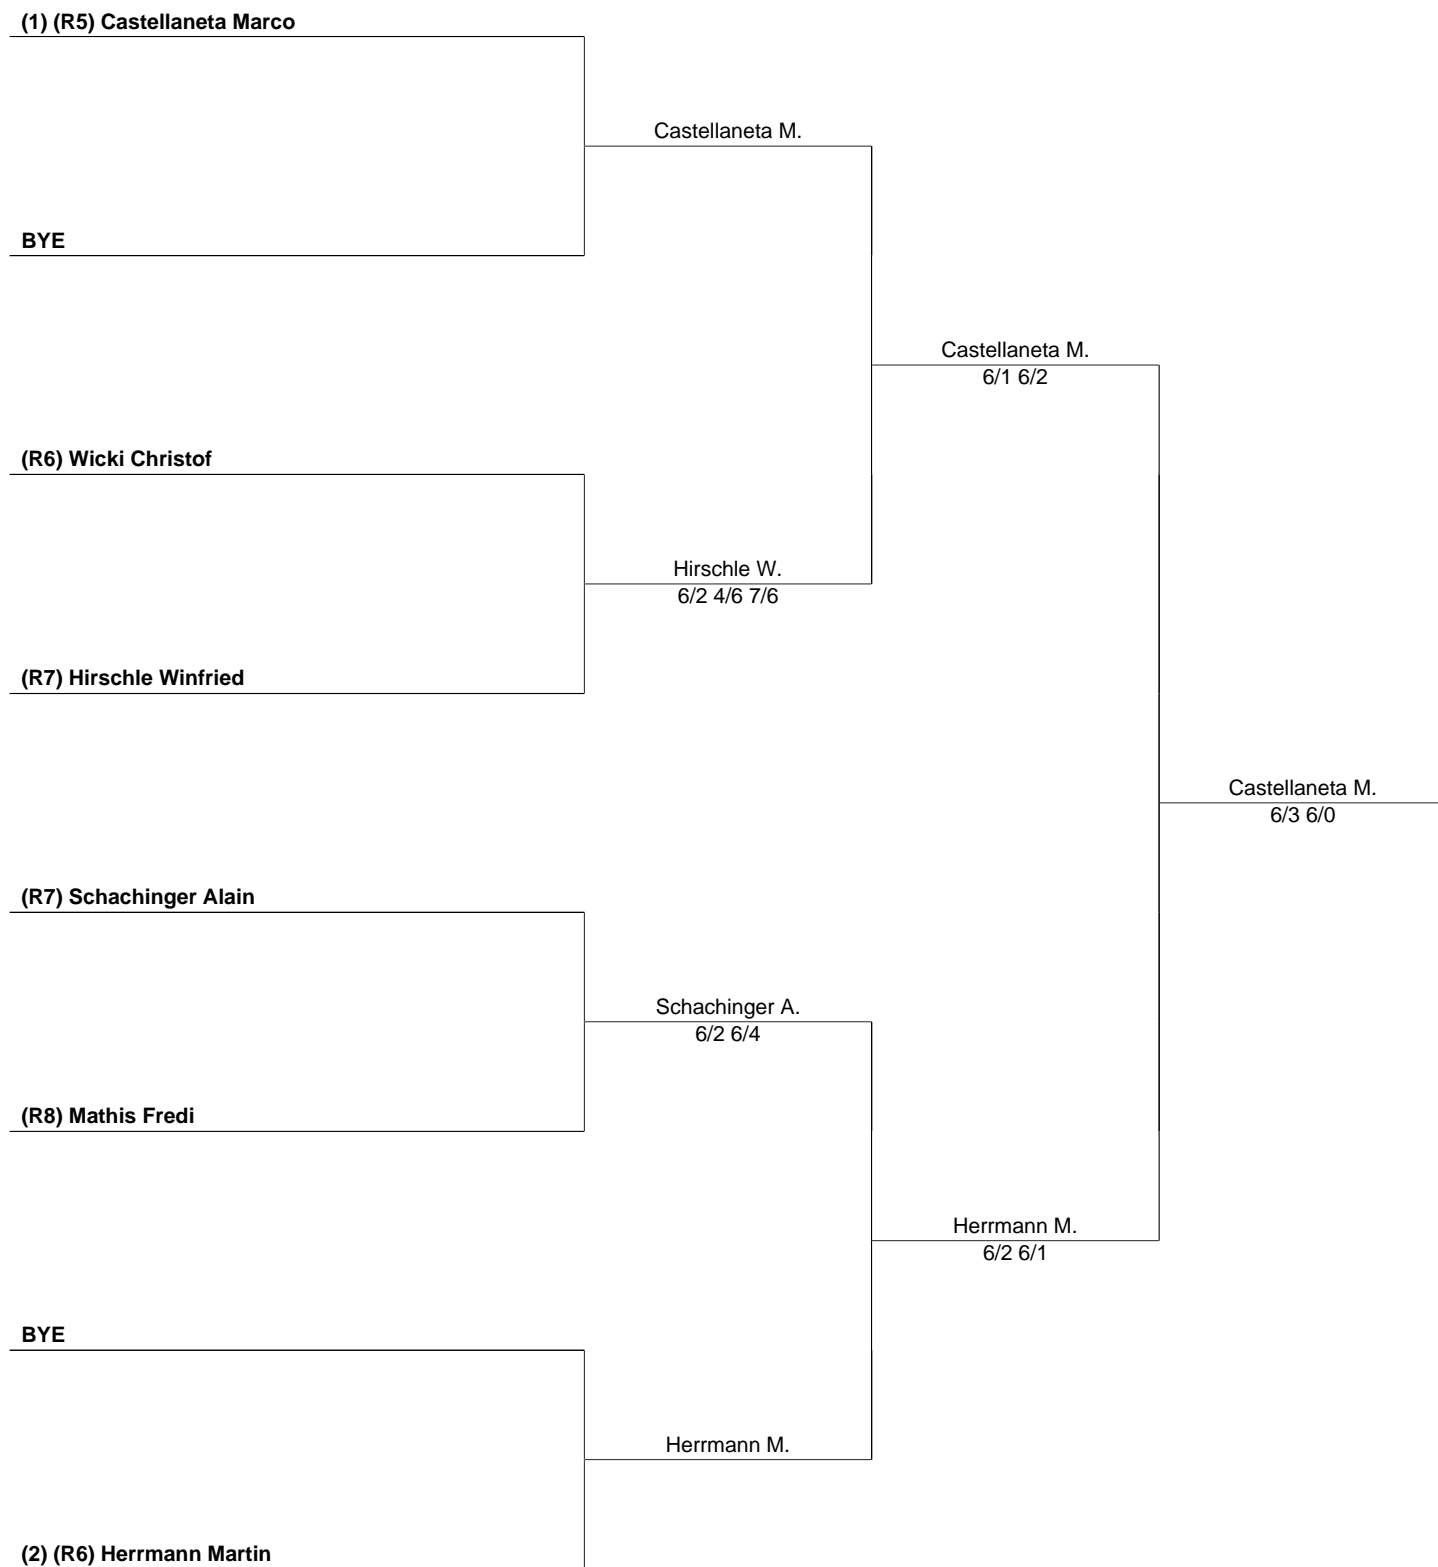 (1) (R5) Castellaneta Marco
Castellaneta M.
BYE
Castellaneta M.
6/1 6/2
(R6) Wicki Christof
Hirschle W.
6/2 4/6 7/6
(R7) Hirschle Winfried
Castellaneta M.
6/3 6/0
(R7) Schachinger Alain
Schachinger A.
6/2 6/4
(R8) Mathis Fredi
Herrmann M.
6/2 6/1
BYE
Herrmann M.
(2) (R6) Herrmann Martin